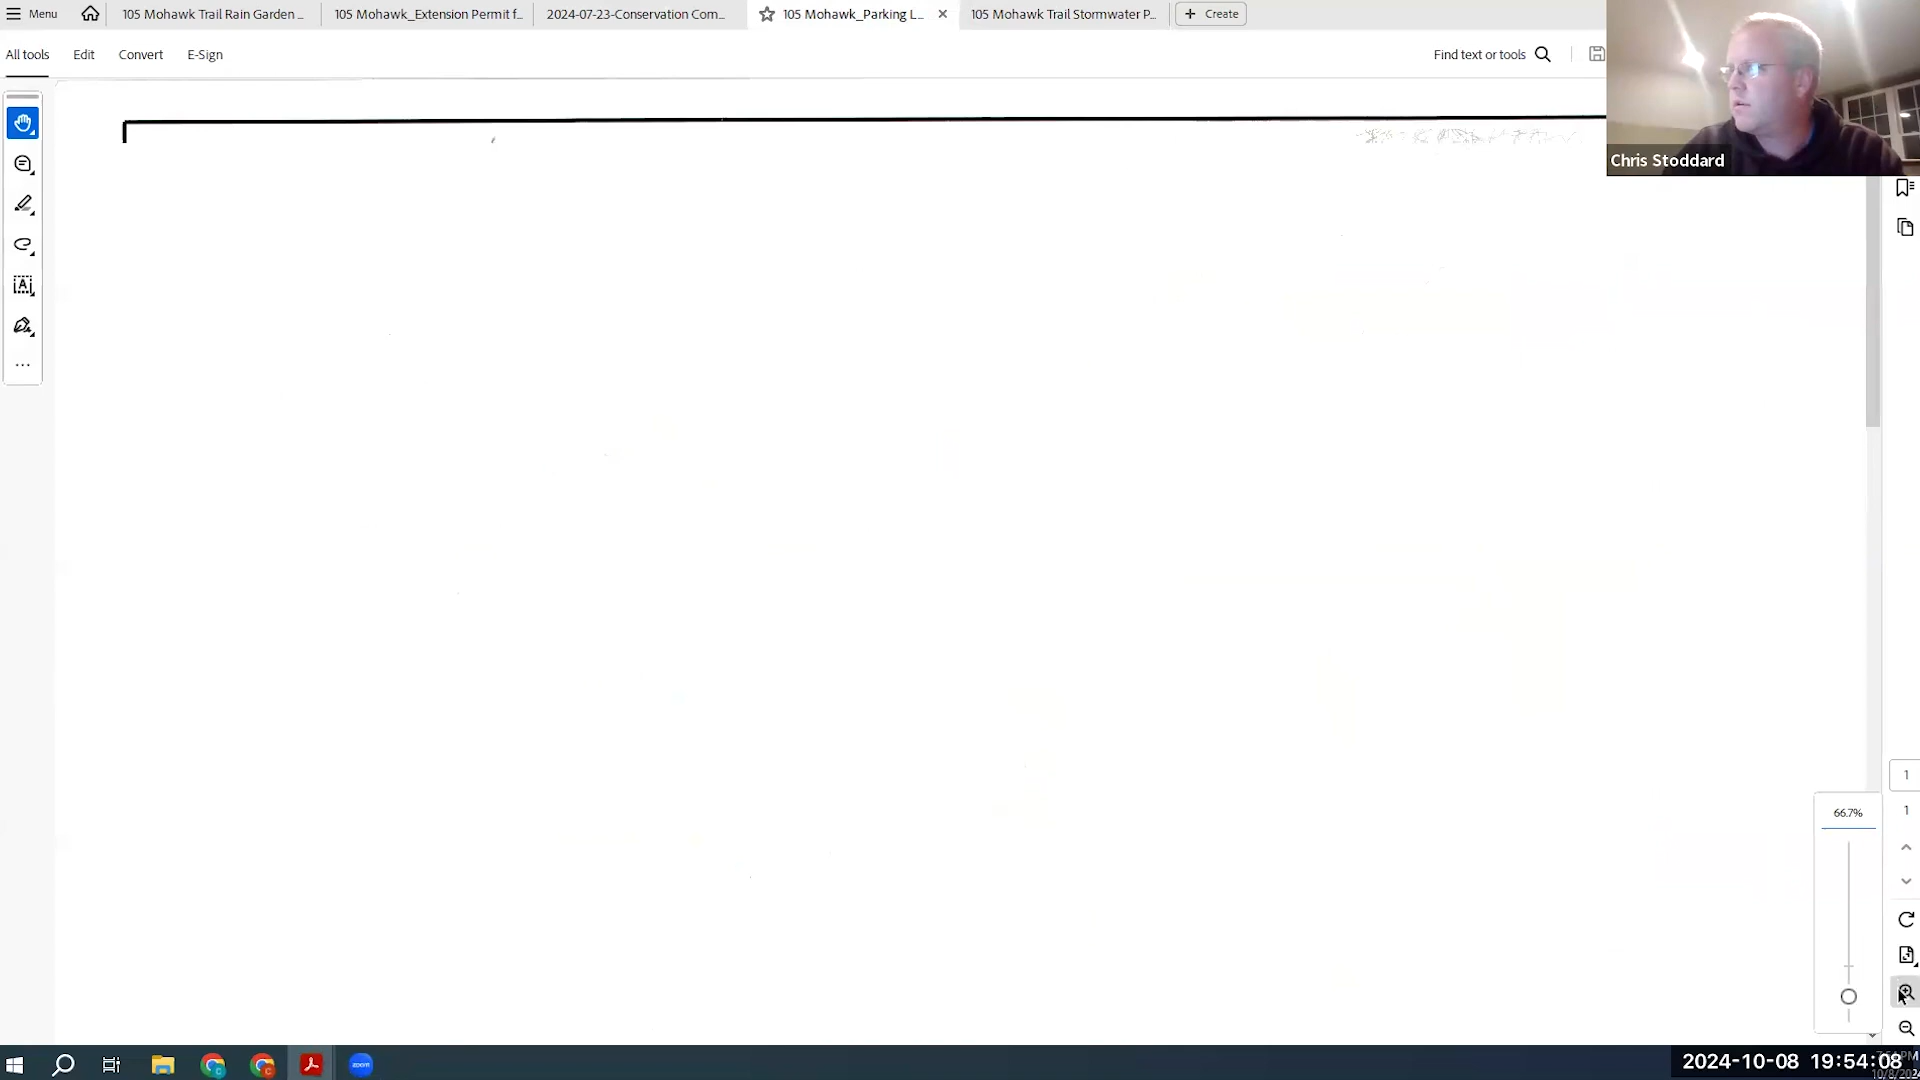 Menu
105 Mohawk Trail Rain Garden ...
105 Mohawk_Extension Permit f...
2024-07-23-Conservation Com...
105 Mohawk_Parking L...
105 Mohawk Trail Stormwater P...
Create
All tools
Edit
Convert
E-Sign
Find text or tools
Chris Stoddard
1
66.7%
1
zoom
2024-10-08 19:54:08